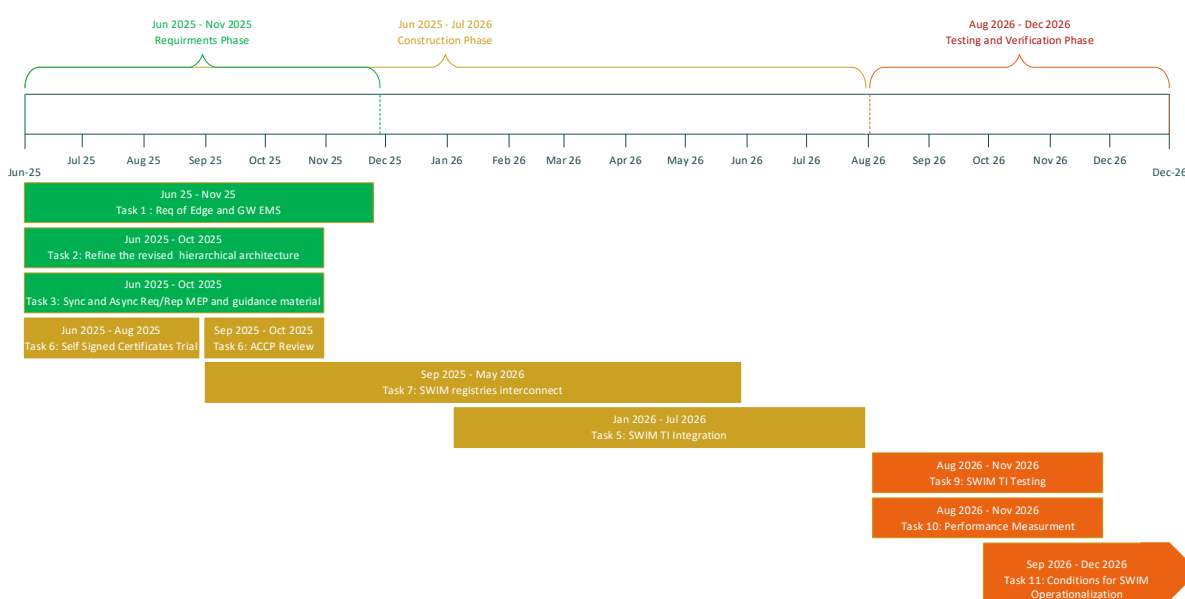 Jun 2025 - Nov 2025
Requirments Phase
Jun 2025 - Jul 2026
Construction Phase
Aug 2026 - Dec 2026
Testing and Verification Phase
Jul 25 Aug 25 Sep 25 Oct 25 Nov 25 Dec 25 Jan 26 Feb 26 Mar 26 Apr 26 May 26 Jun 26 Jul 26 Aug 26 Sep 26 Oct 26 Nov 26 Dec 26
Jun-25 Dec-26
Jun 25 - Nov 25
Task 1 : Req of Edge and GW EMS
Jun 2025 - Oct 2025
Task 2: Refine the revised hierarchical architecture
Jun 2025 - Oct 2025
Task 3: Sync and Async Req/Rep MEP and guidance material
Jun 2025 - Aug 2025
Task 6: Self Signed Certificates Trial
Sep 2025 - Oct 2025
Task 6: ACCP Review
Sep 2025 - May 2026
Task 7: SWIM registries interconnect
Jan 2026 - Jul 2026
Task 5: SWIM TI Integration
Aug 2026 - Nov 2026
Task 9: SWIM TI Testing
Aug 2026 - Nov 2026
Task 10: Performance Measurment
Sep 2026 - Dec 2026
Task 11: Conditions for SWIM
Operationalization